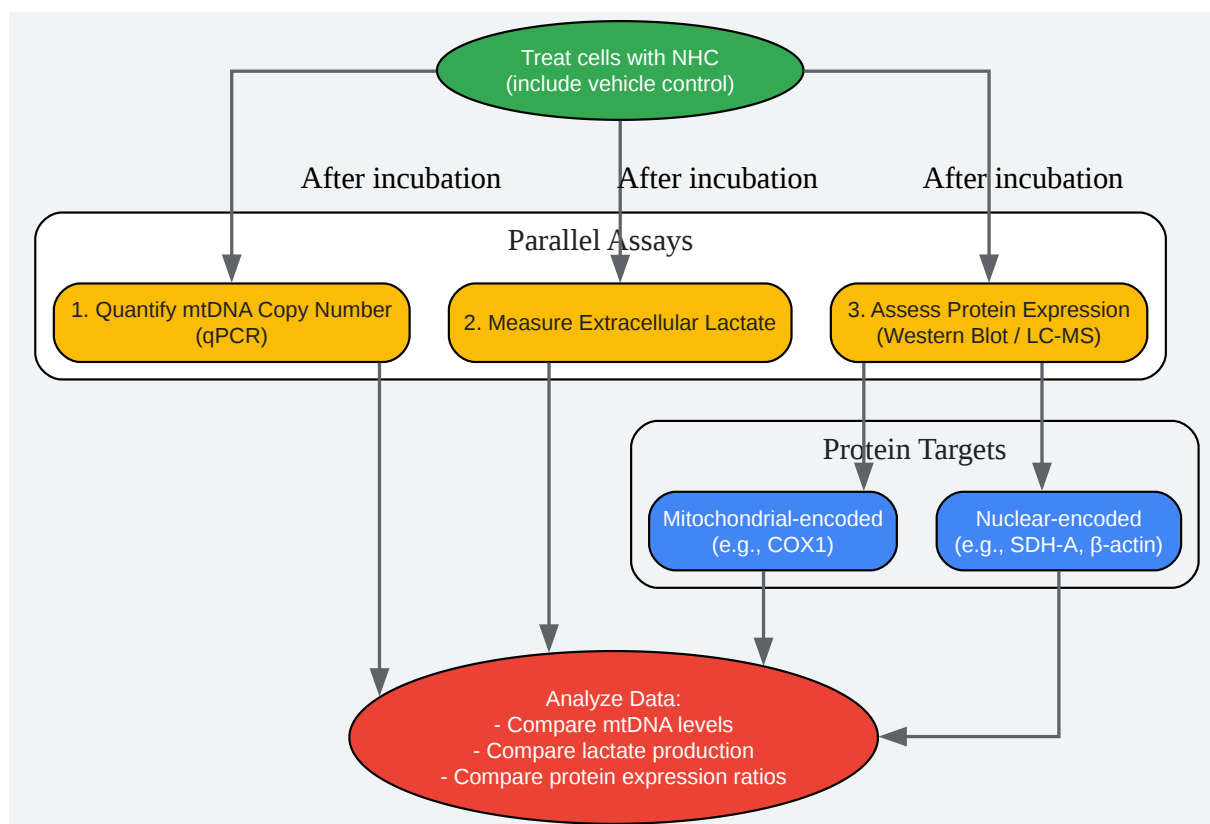 Treat cells with NHC
(include vehicle control)
After incubation
After incubation
After incubation
Parallel Assays
1. Quantify mtDNA Copy Number
(qPCR)
2. Measure Extracellular Lactate
3. Assess Protein Expression
(Western Blot / LC-MS)
Protein Targets
Mitochondrial-encoded
(e.g., COX1)
Nuclear-encoded
(e.g., SDH-A, β-actin)
Analyze Data:
- Compare mtDNA levels
- Compare lactate production
- Compare protein expression ratios